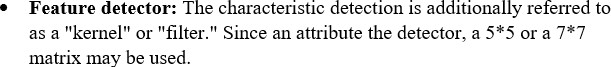 • Feature detector: The characteristic detection is additionally referred to
as a "kernel" or "filter." Since an attribute the detector, a 5*5 or a 7*7
matrix may be used.